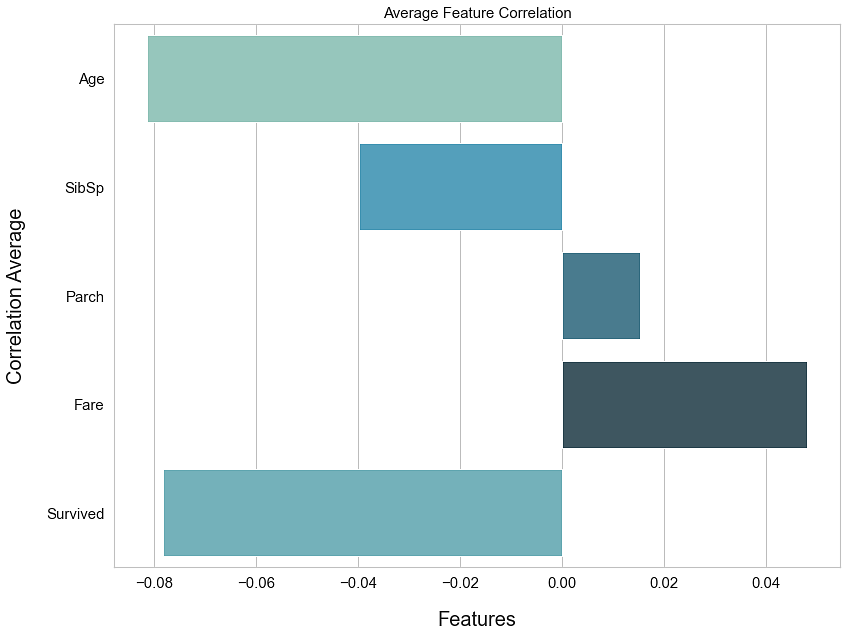 Average Feature Correlation
Age
SibSp
Parch
Fare
Survived
Correlation Average
−0.08
−0.06
−0.04
−0.02
0.00
0.02
0.04
Features